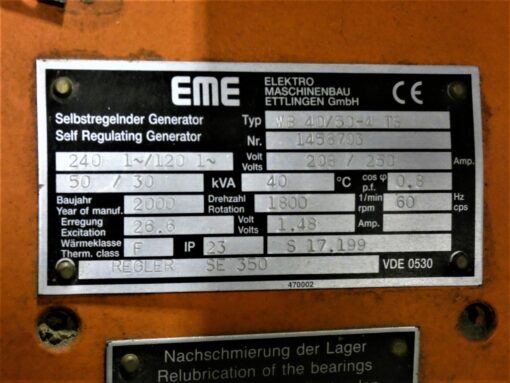 EME ELEKTRO
MASCHINENBAU
ETTLINGEN GmbH CE
Selbstregelnder Generator Typ
Self Regulating Generator Nr. 1458703
240 1~/120 1~ Volt Volts 208 / 250 Amp.
50 / 30 kVA 40 °C cos φ p.f. 0.8
Baujahr Year of manuf. 2000 Drehzahl Rotation 1800 1/min rpm 60 Hz cps
Erregung Excitation 26.6 Volt Volts 1.48 Amp.
Wärmeklasse Therm. class F IP 23 S 17.199
REGLER SE 350 VDE 0530
470002
Nachschmierung der Lager
Relubrication of the bearings